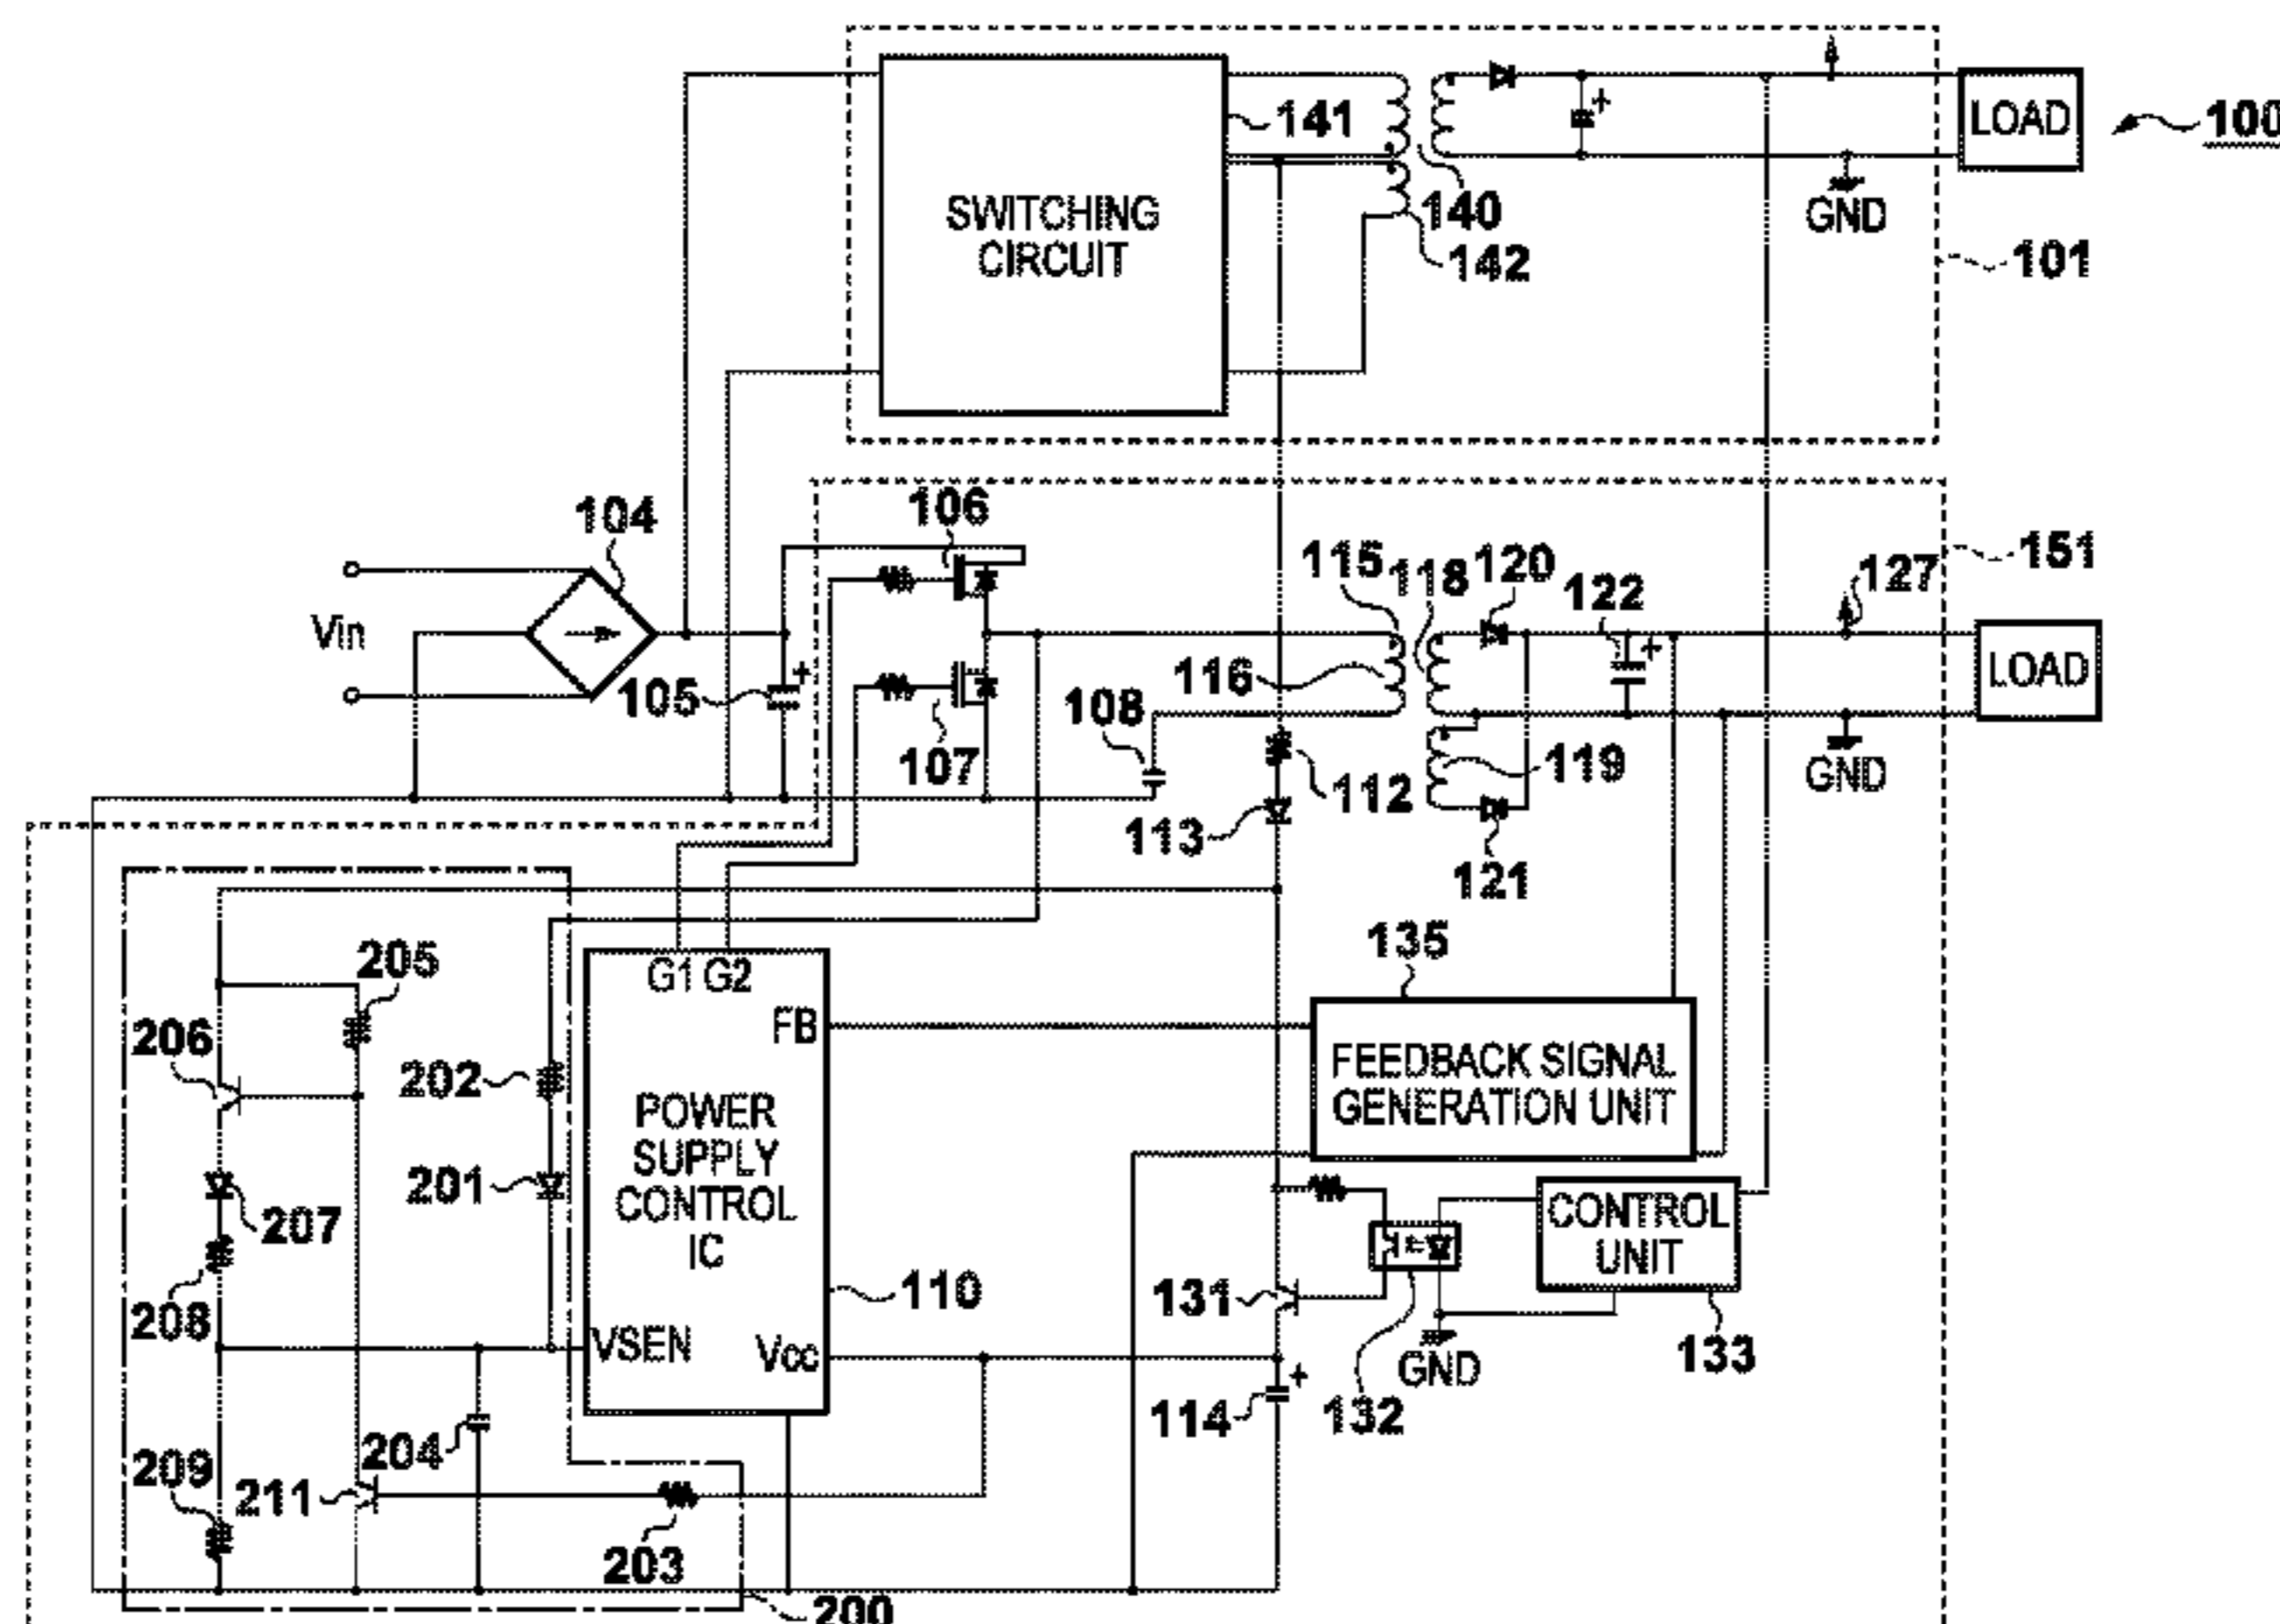 141
+
LOAD
100
SWITCHING
CIRCUIT
140
142
GND
101
104
106
115
118
120
122
127
151
Vin
105
+
116
108
+
LOAD
107
112
119
GND
113
121
205
G1 G2
135
206
202
FB
FEEDBACK SIGNAL
GENERATION UNIT
POWER
SUPPLY
CONTROL
IC
207
201
CONTROL
UNIT
208
110
131
VSEN
Vcc
+
GND
133
204
114
132
209
211
203
200